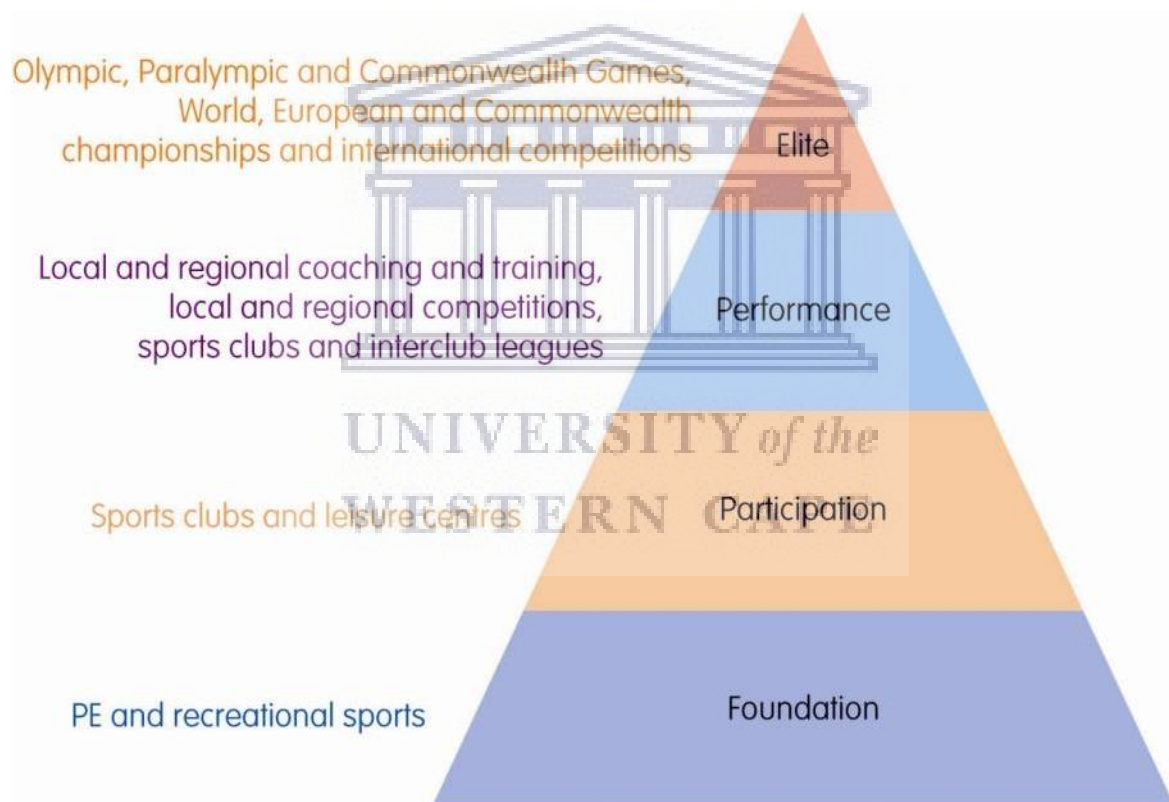 Olympic, Paralympic and Commonwealth Games,
World, European and Commonwealth
championships and international competitions
Elite
Local and regional coaching and training,
local and regional competitions,
sports clubs and interclub leagues
Performance
UNIVERSITY of the
WESTERN CAPE
Sports clubs and leisure centres
Participation
PE and recreational sports
Foundation